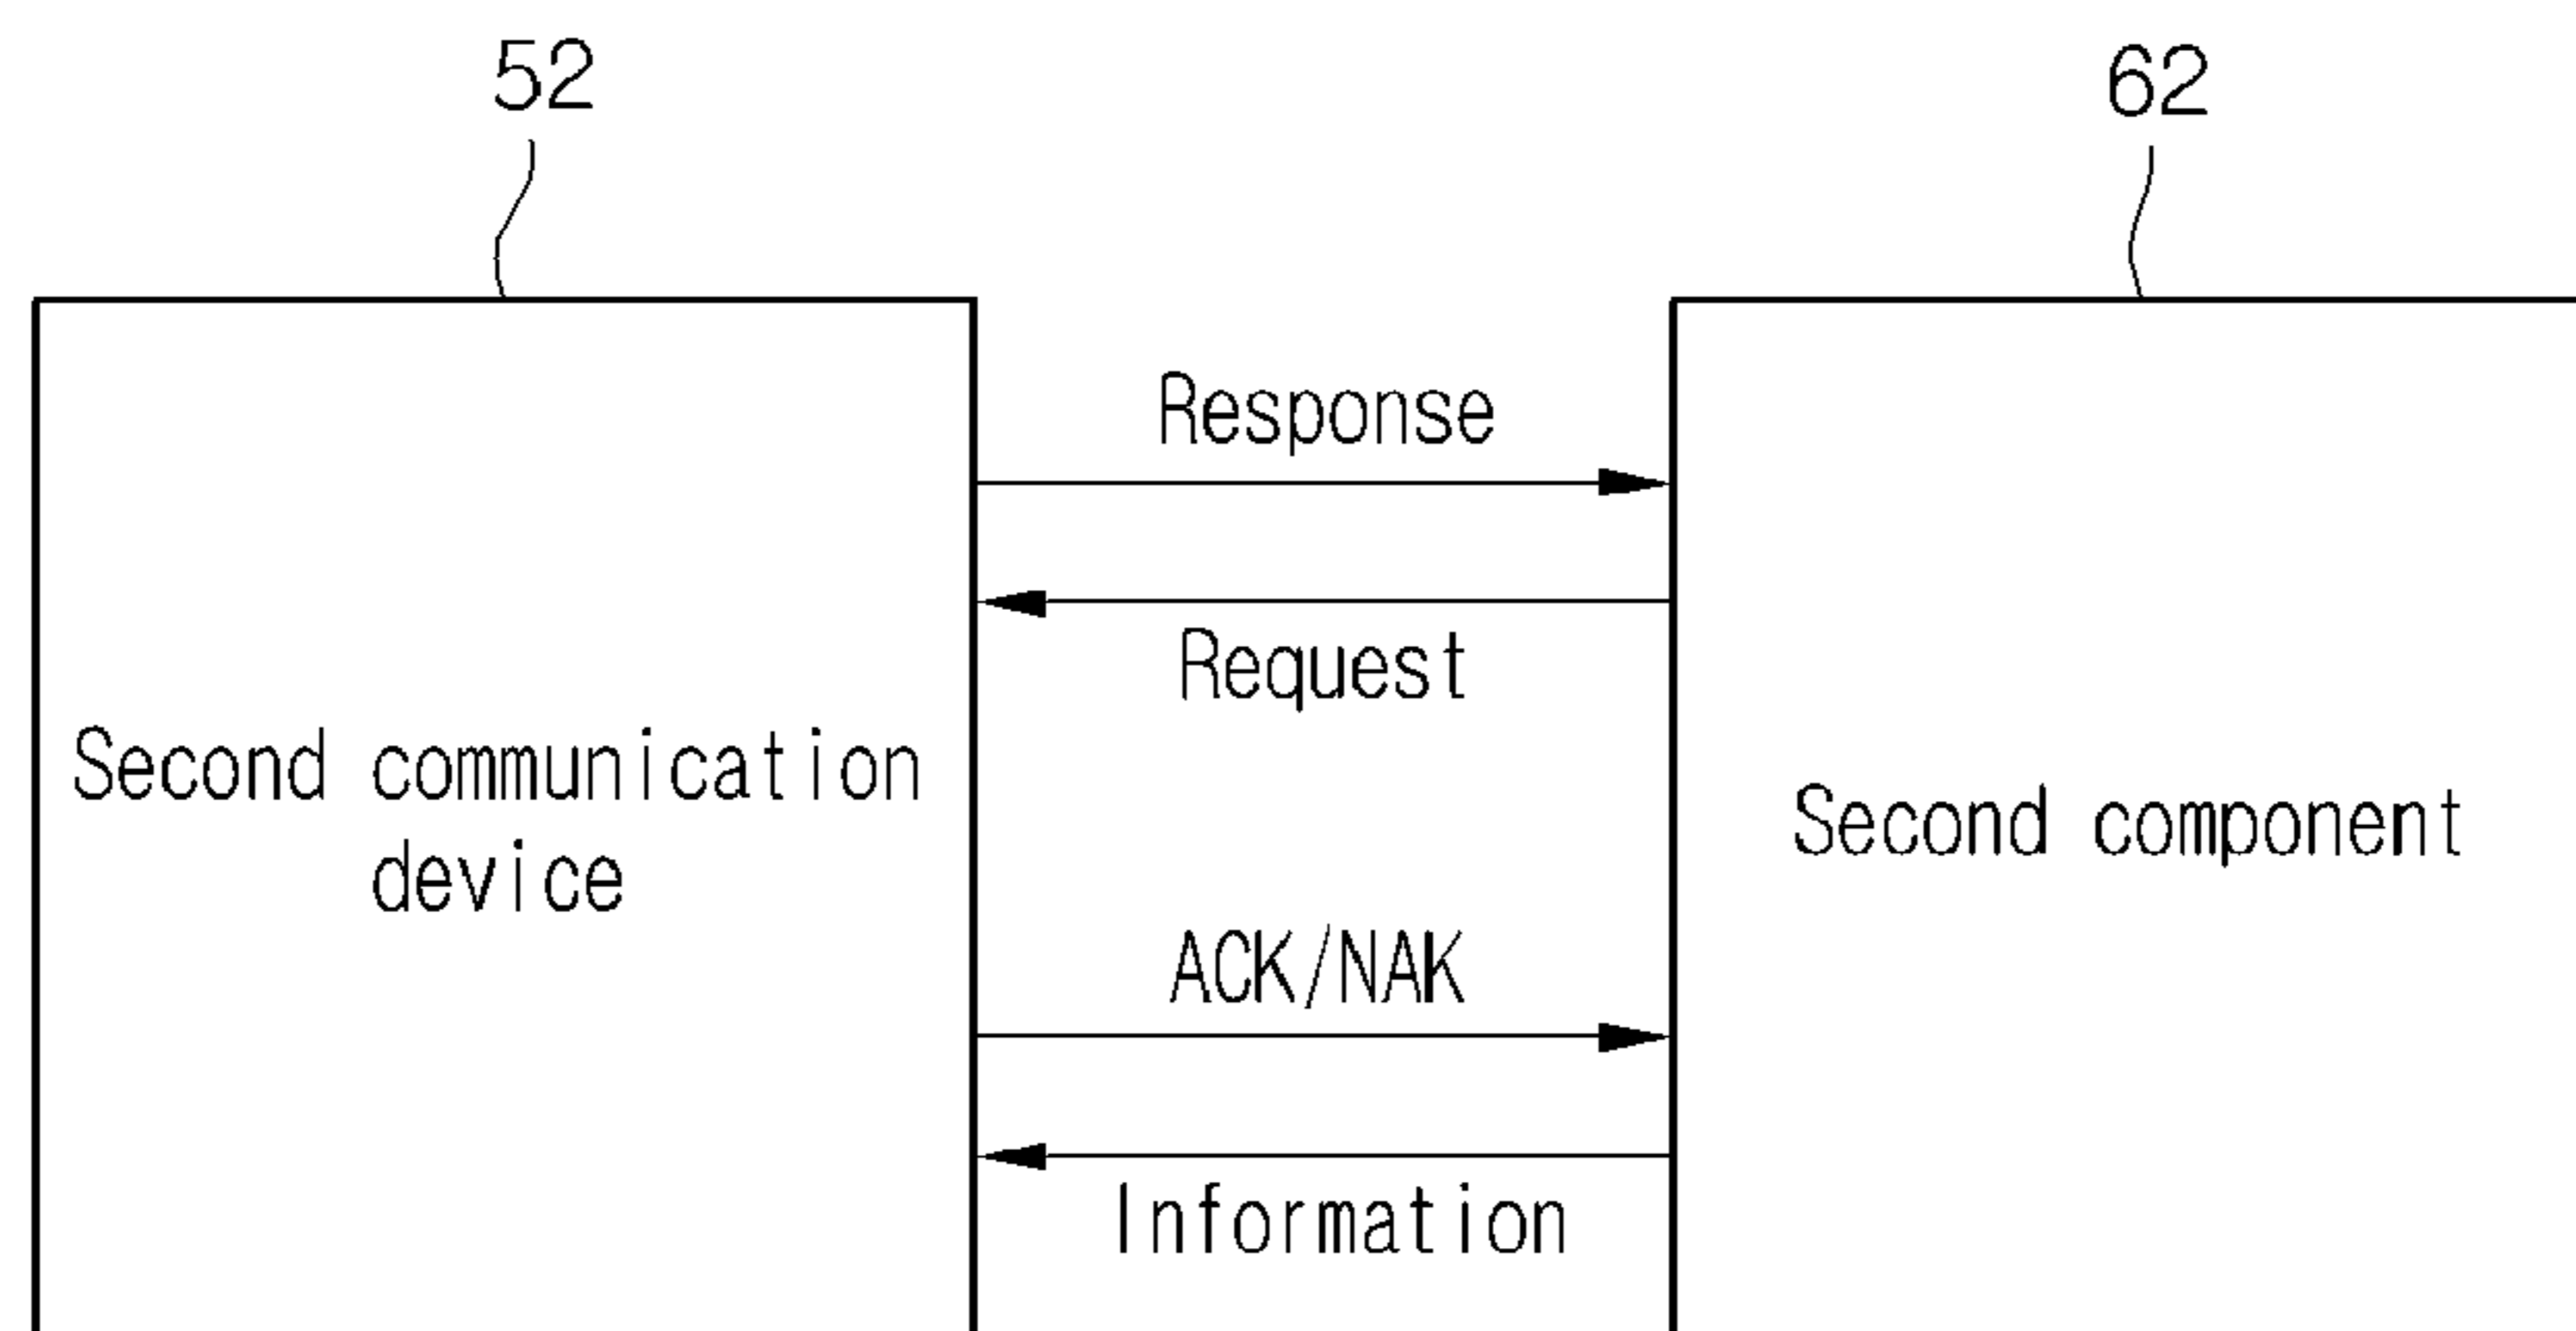 52
62
Response
Request
Second communication
device
Second component
ACK/NAK
Information